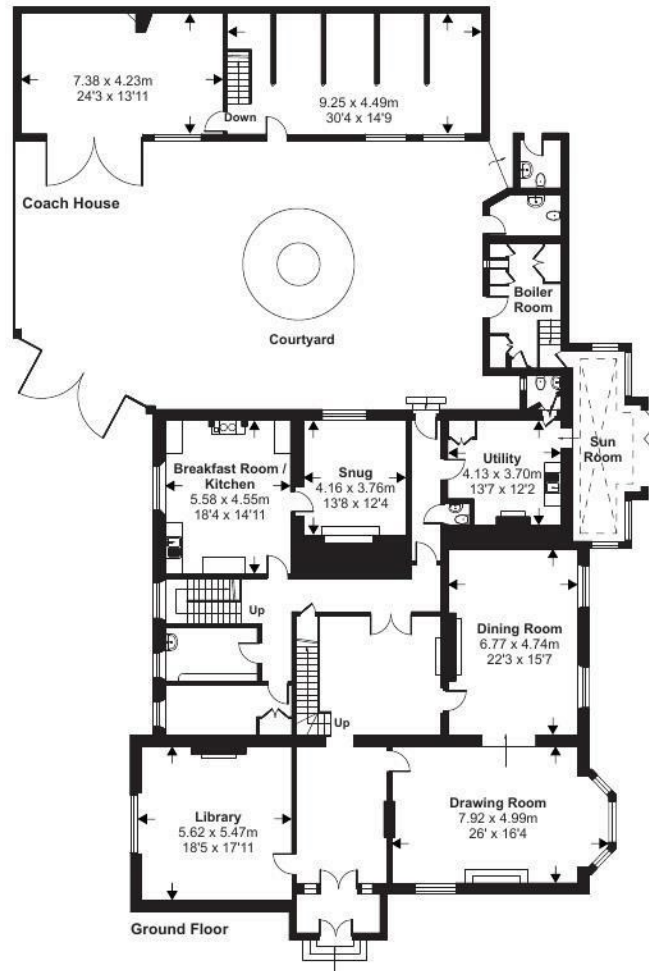 7.38 x 4.23m
24'3 x 13'11
9.25 x 4.49m
30'4 x 14'9
Down
Coach House
Boiler
Room
Courtyard
Breakfast Room /
Kitchen
5.58 x 4.55m
18'4 x 14'11
Snug
4.16 x 3.76m
13'8 x 12'4
Utility
4.13 x 3.70m
13'7 x 12'2
Sun
Room
Up
Dining Room
6.77 x 4.74m
22'3 x 15'7
Up
Library
5.62 x 5.47m
18'5 x 17'11
Drawing Room
7.92 x 4.99m
26' x 16'4
Ground Floor